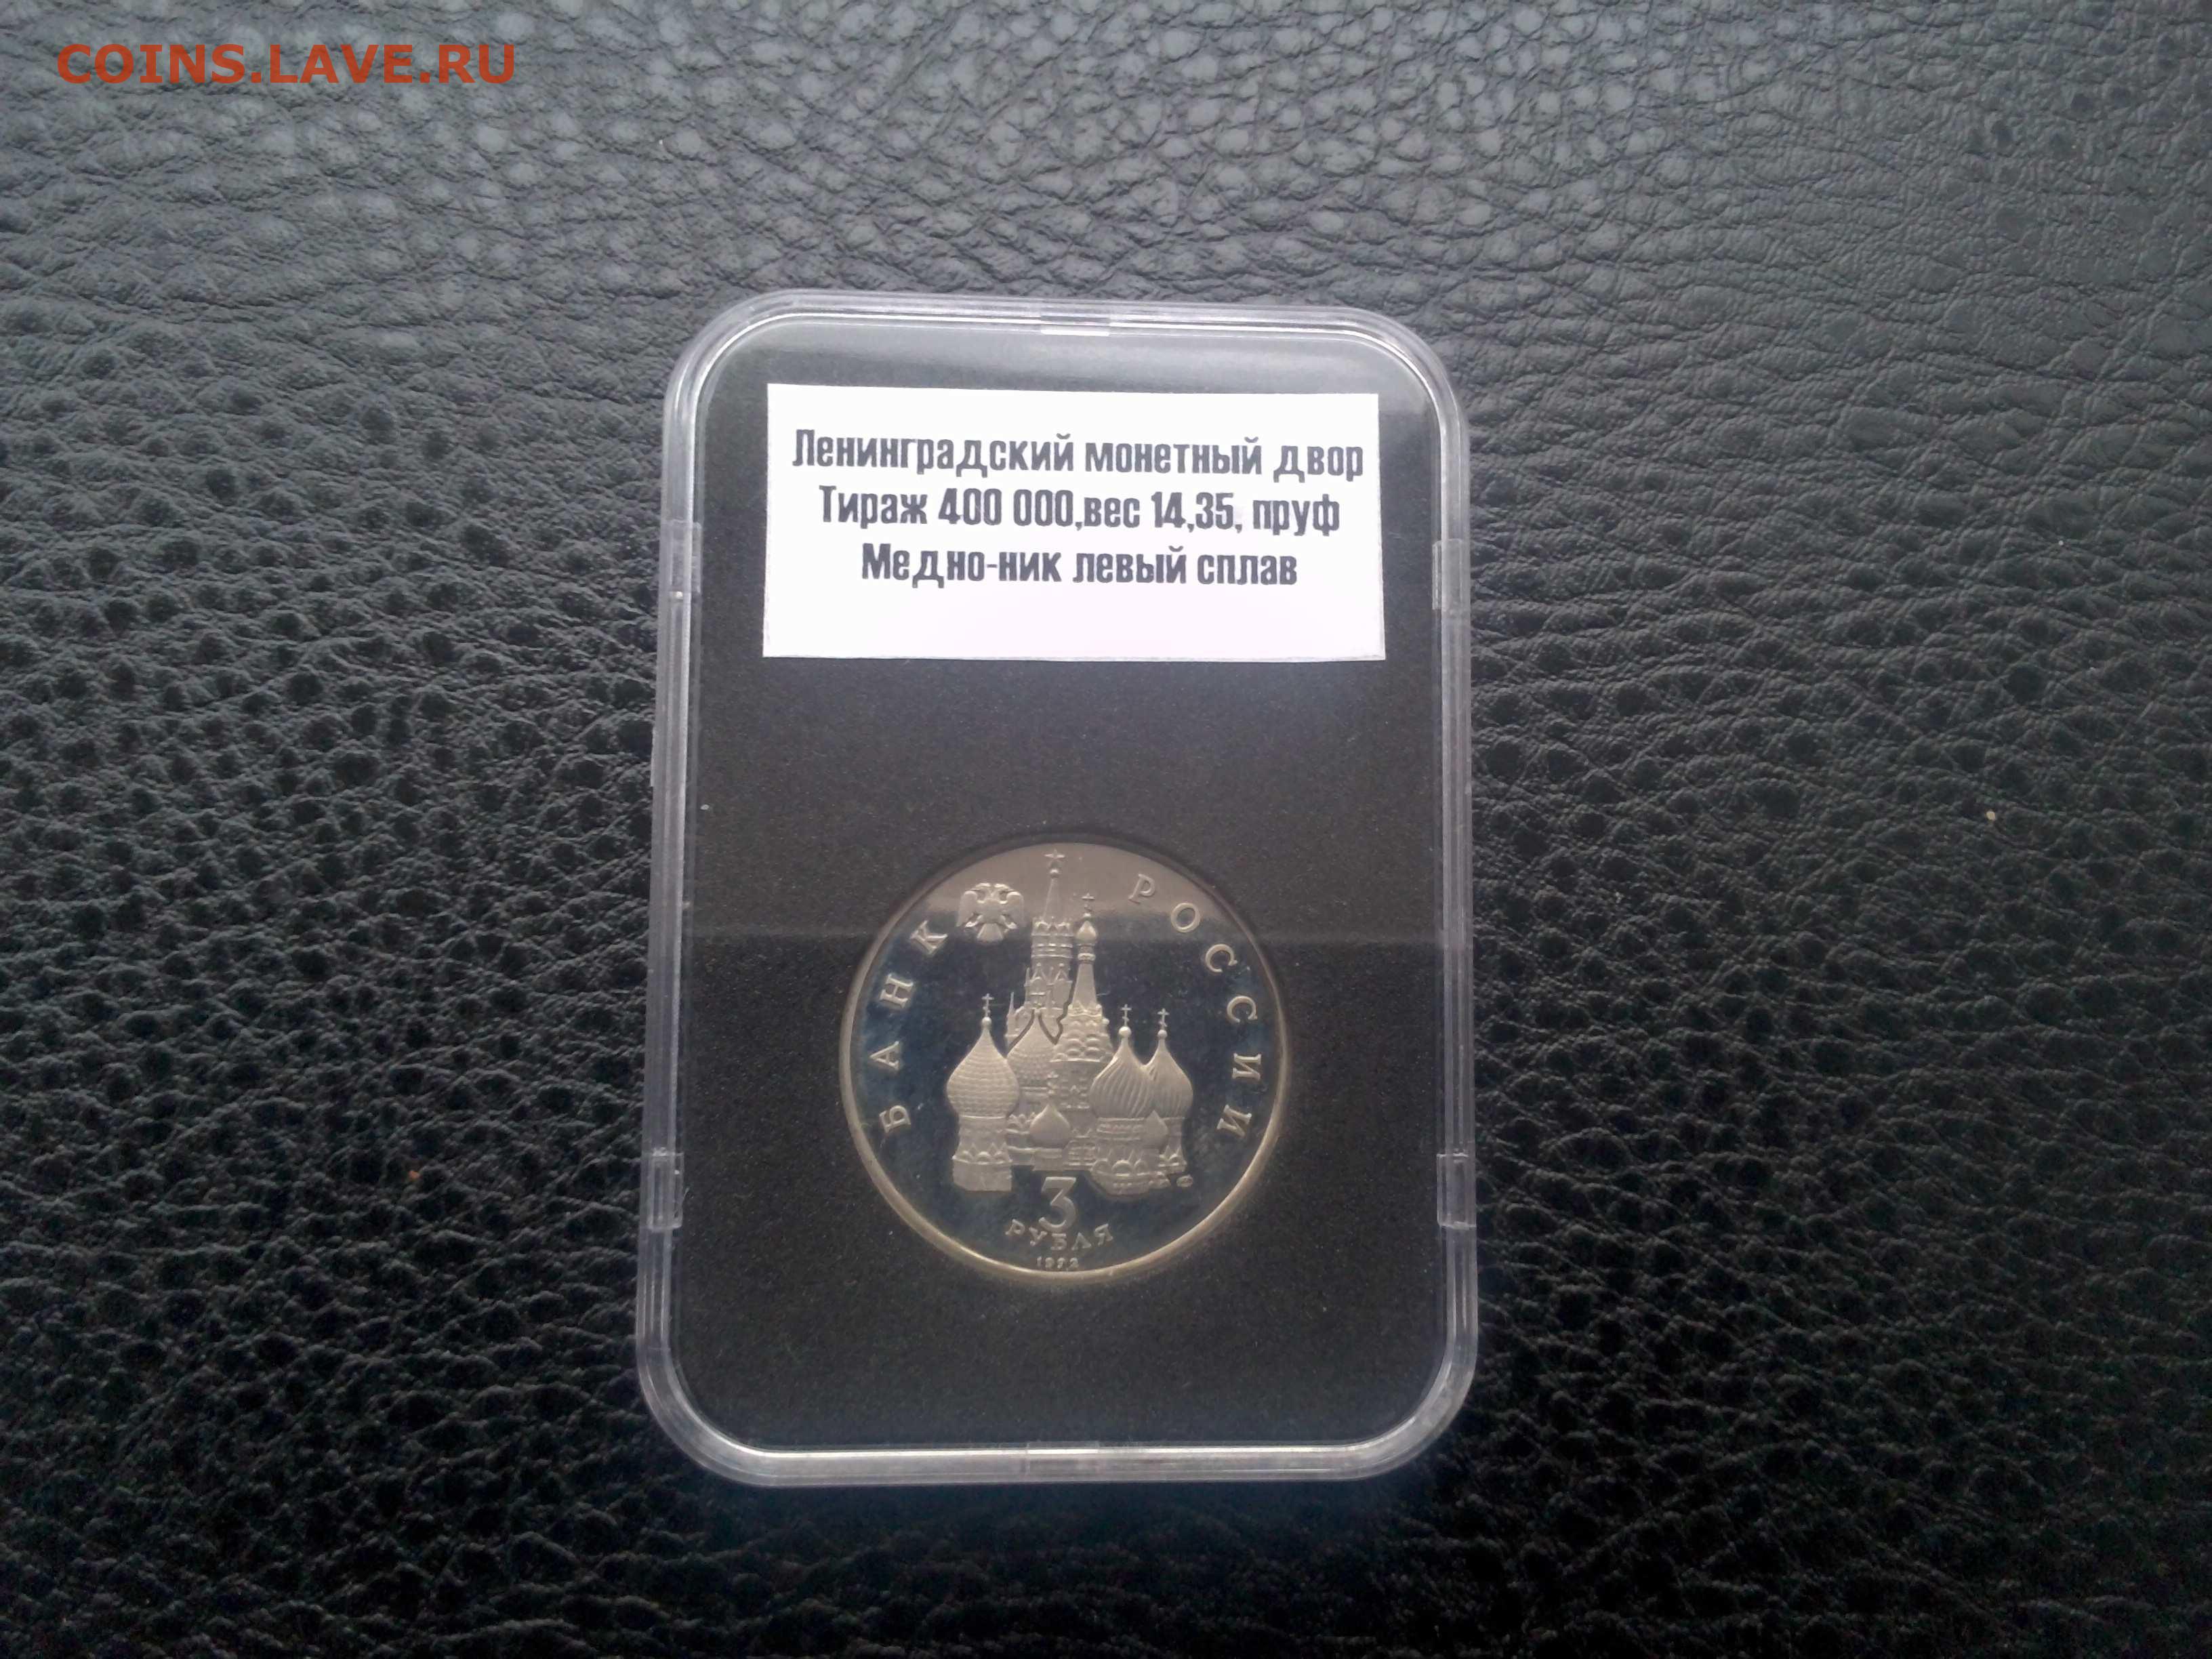 COINS.LAVE.RU
Ленинградский монетный двор
Тираж 400 000,вес 14,35, пруф
Медно-ник левый сплав
БАНК РОССИИ
3
РУБЛЯ
1992